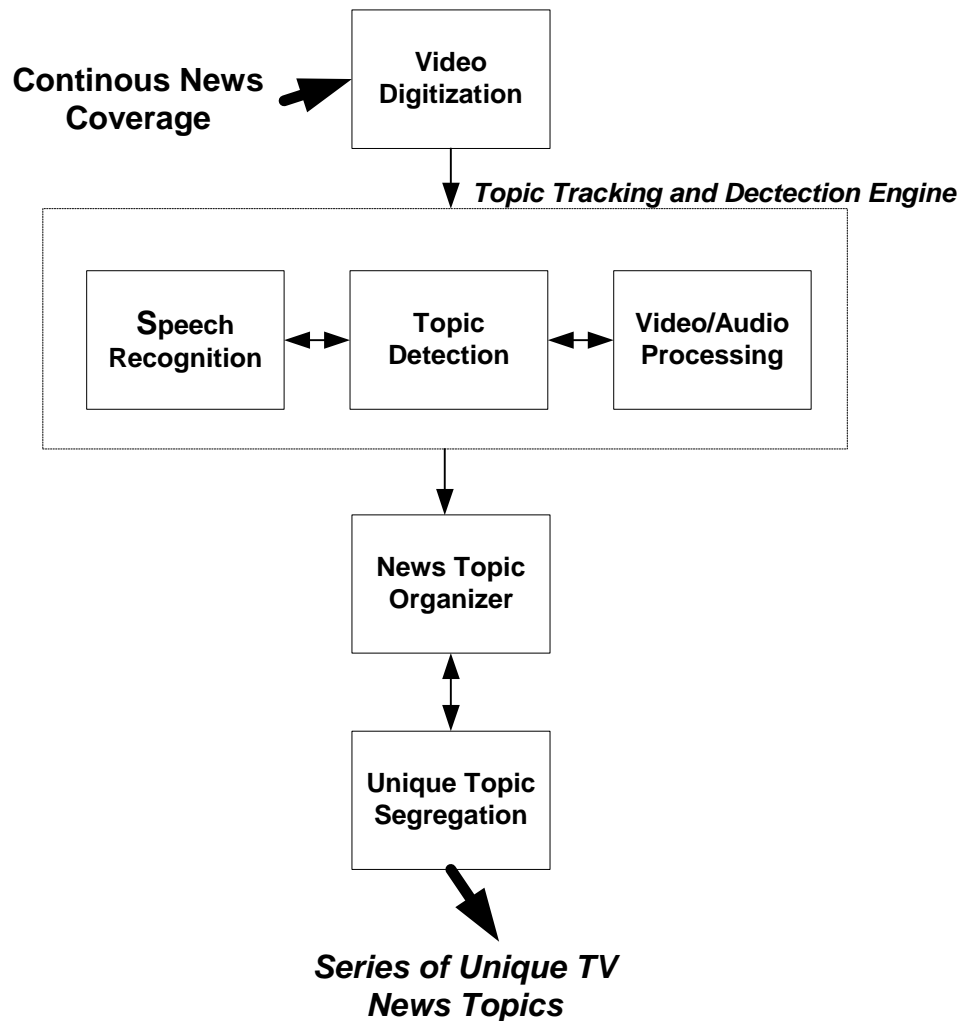 Video
Digitization
Continous News
Coverage
Topic Tracking and Dectection Engine
Speech
Recognition
Topic
Detection
Video/Audio
Processing
News Topic
Organizer
Unique Topic
Segregation
Series of Unique TV
News Topics